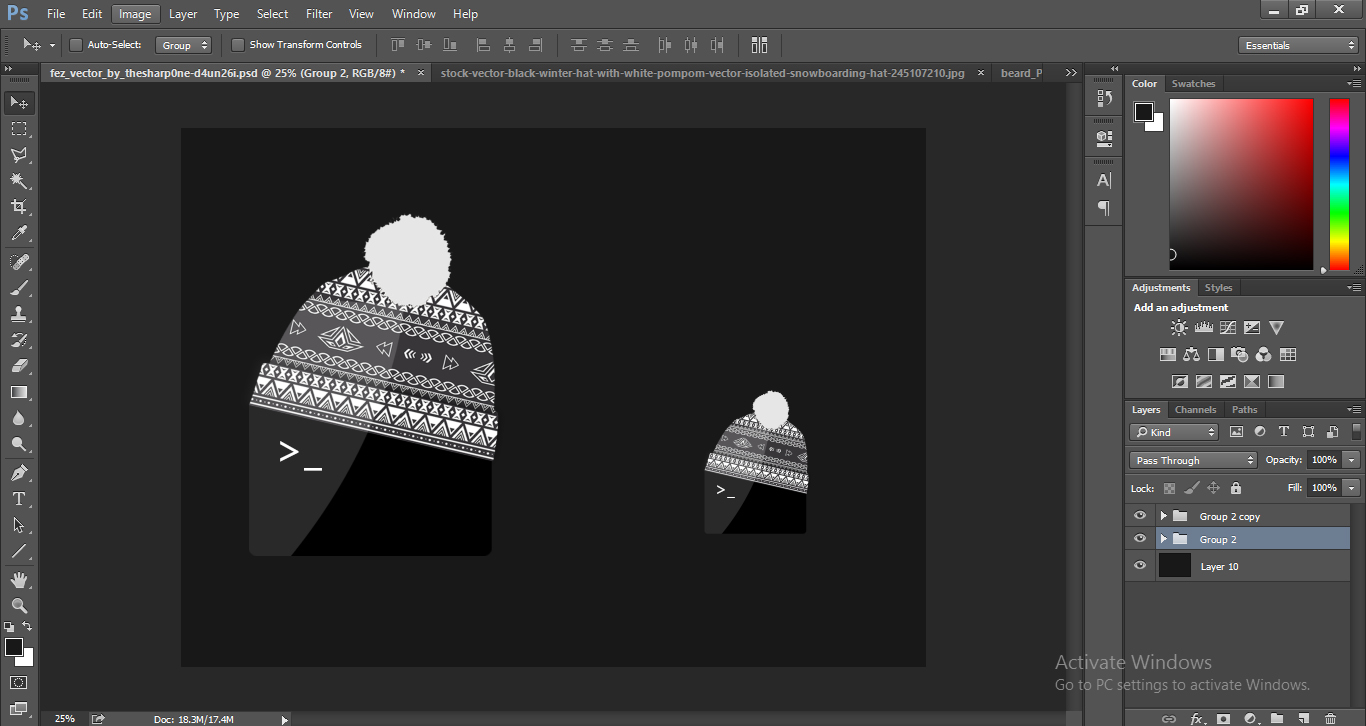 Ps File Edit Image Layer Type Select Filter View Window Help
Auto-Select: Group Show Transform Controls Essentials
fez_vector_by_thesharp0ne-d4un26i.psd @ 25% (Group 2, RGB/8#) * × stock-vector-black-winter-hat-with-white-pompom-vector-isolated-snowboarding-hat-245107210.jpg × beard_P
Color Swatches
Adjustments Styles
Add an adjustment
>_
>_
Layers Channels Paths
Kind
Pass Through Opacity: 100%
Lock: Fill: 100%
Group 2 copy
Group 2
Layer 10
Activate Windows
Go to PC settings to activate Windows.
25% Doc: 18.3M/17.4M